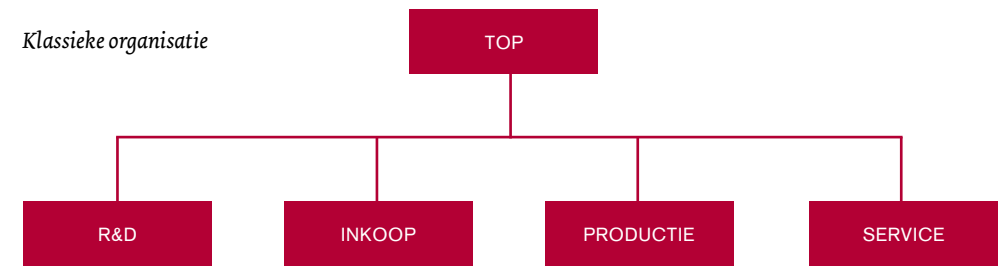 Klassieke organisatie
TOP
R&D
INKOOP
PRODUCTIE
SERVICE